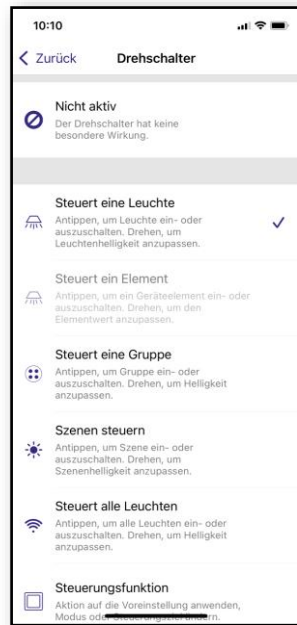 10:10
Zurück
Drehschalter
Nicht aktiv
Der Drehschalter hat keine
besondere Wirkung.
Steuert eine Leuchte
Antippen, um Leuchte ein- oder
auszuschalten. Drehen, um
Leuchtenhelligkeit anzupassen.
Steuert ein Element
Antippen, um ein Geräteelement ein- oder
auszuschalten. Drehen, um den
Elementwert anzupassen.
Steuert eine Gruppe
Antippen, um Gruppe ein- oder
auszuschalten. Drehen, um Helligkeit
anzupassen.
Szenen steuern
Antippen, um Szene ein- oder
auszuschalten. Drehen, um
Szenenhelligkeit anzupassen.
Steuert alle Leuchten
Antippen, um alle Leuchten ein- oder
auszuschalten. Drehen, um Helligkeit
anzupassen.
Steuerungsfunktion
Aktion auf die Voreinstellung anwenden,
Modus oder Steuerungsziel ändern.